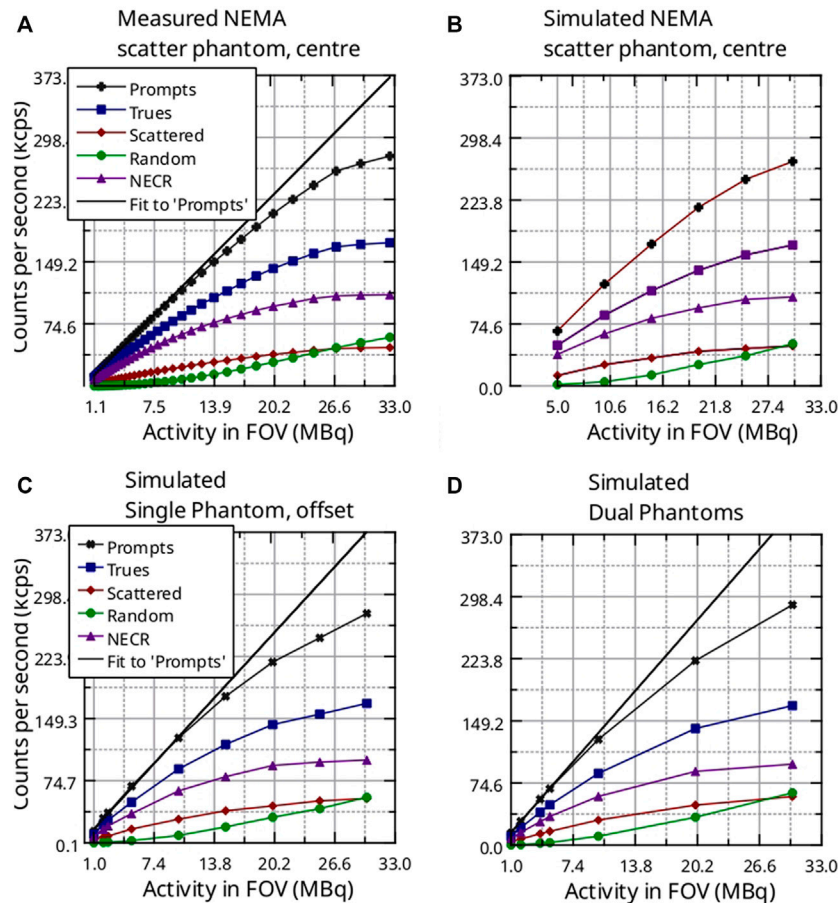 A
Measured NEMA
scatter phantom, centre
Counts per second (kcps)
373.
298.
223.
149.2
74.6
Prompts
Trues
Scattered
Random
NECR
Fit to 'Prompts'
1.1 7.5 13.9 20.2 26.6 33.0
Activity in FOV (MBq)
B
Simulated NEMA
scatter phantom, centre
373.0
298.4
223.8
149.2
74.6
0.0
5.0 10.6 16.2 21.8 27.4 33.0
Activity in FOV (MBq)
C
Simulated
Single Phantom, offset
Counts per second (kcps)
373.
298.
223.
149.3
74.7
0.1
Prompts
Trues
Scattered
Random
NECR
Fit to 'Prompts'
1.0 7.4 13.8 20.2 26.6 33.0
Activity in FOV (MBq)
D
Simulated
Dual Phantoms
373.0
298.4
223.8
149.2
74.6
0.0
1.0 7.4 13.8 20.2 26.6 33.0
Activity in FOV (MBq)